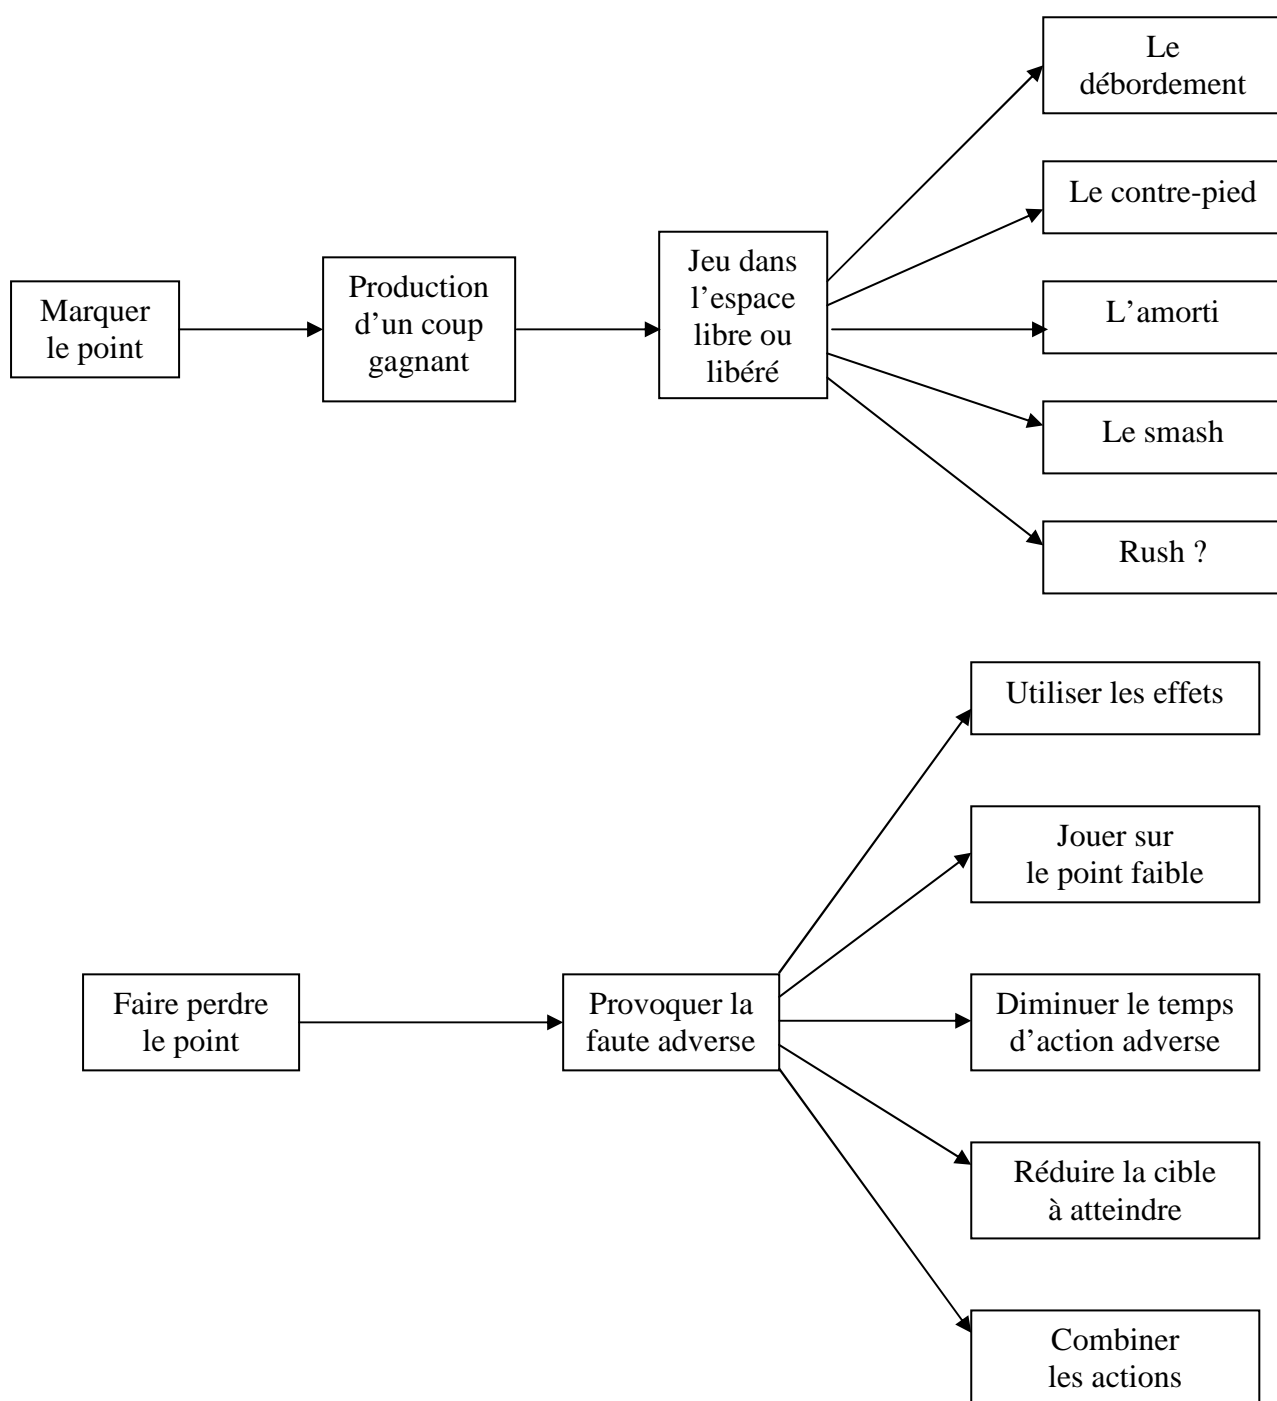 Le
débordement
Le contre-pied
Marquer
le point
Production
d’un coup
gagnant
Jeu dans
l’espace
libre ou
libéré
L’amorti
Le smash
Rush ?
Utiliser les effets
Jouer sur
le point faible
Faire perdre
le point
Provoquer la
faute adverse
Diminuer le temps
d’action adverse
Réduire la cible
à atteindre
Combiner
les actions